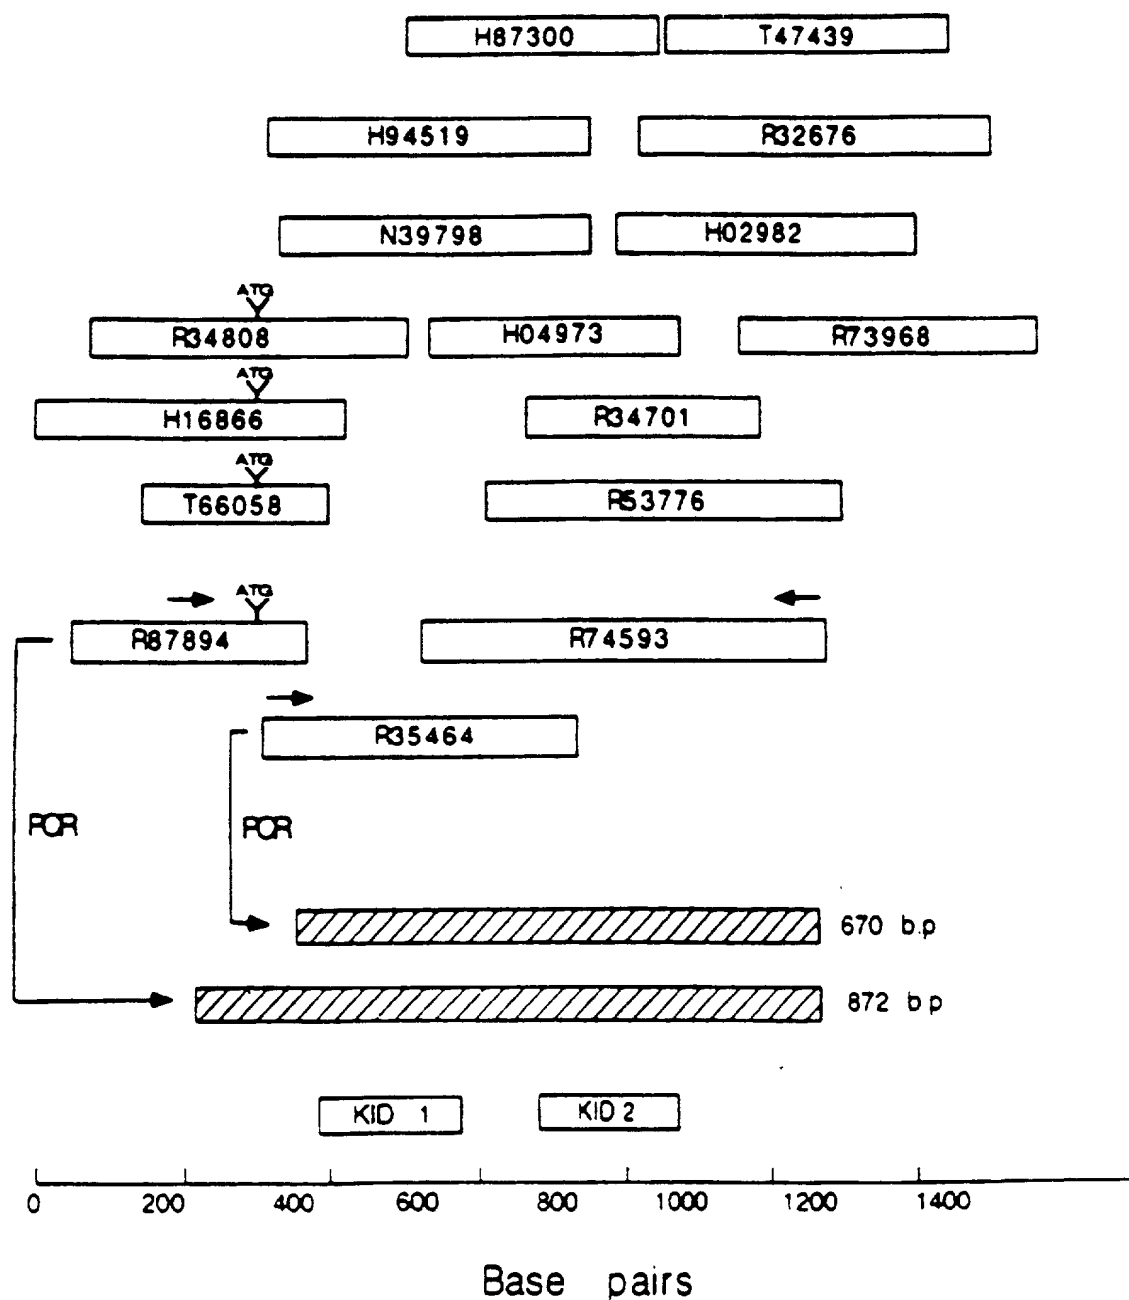 H87300 T47439
H94519 R32676
N39798 H02982
ATG
R34808 H04973 R73968
ATG
H16866 R34701
ATG
T66058 R53776
ATG
R87894 R74593
R35464
PCR PCR
670 b.p
872 b p
KID 1 KID 2
0 200 400 600 800 1000 1200 1400
Base pairs